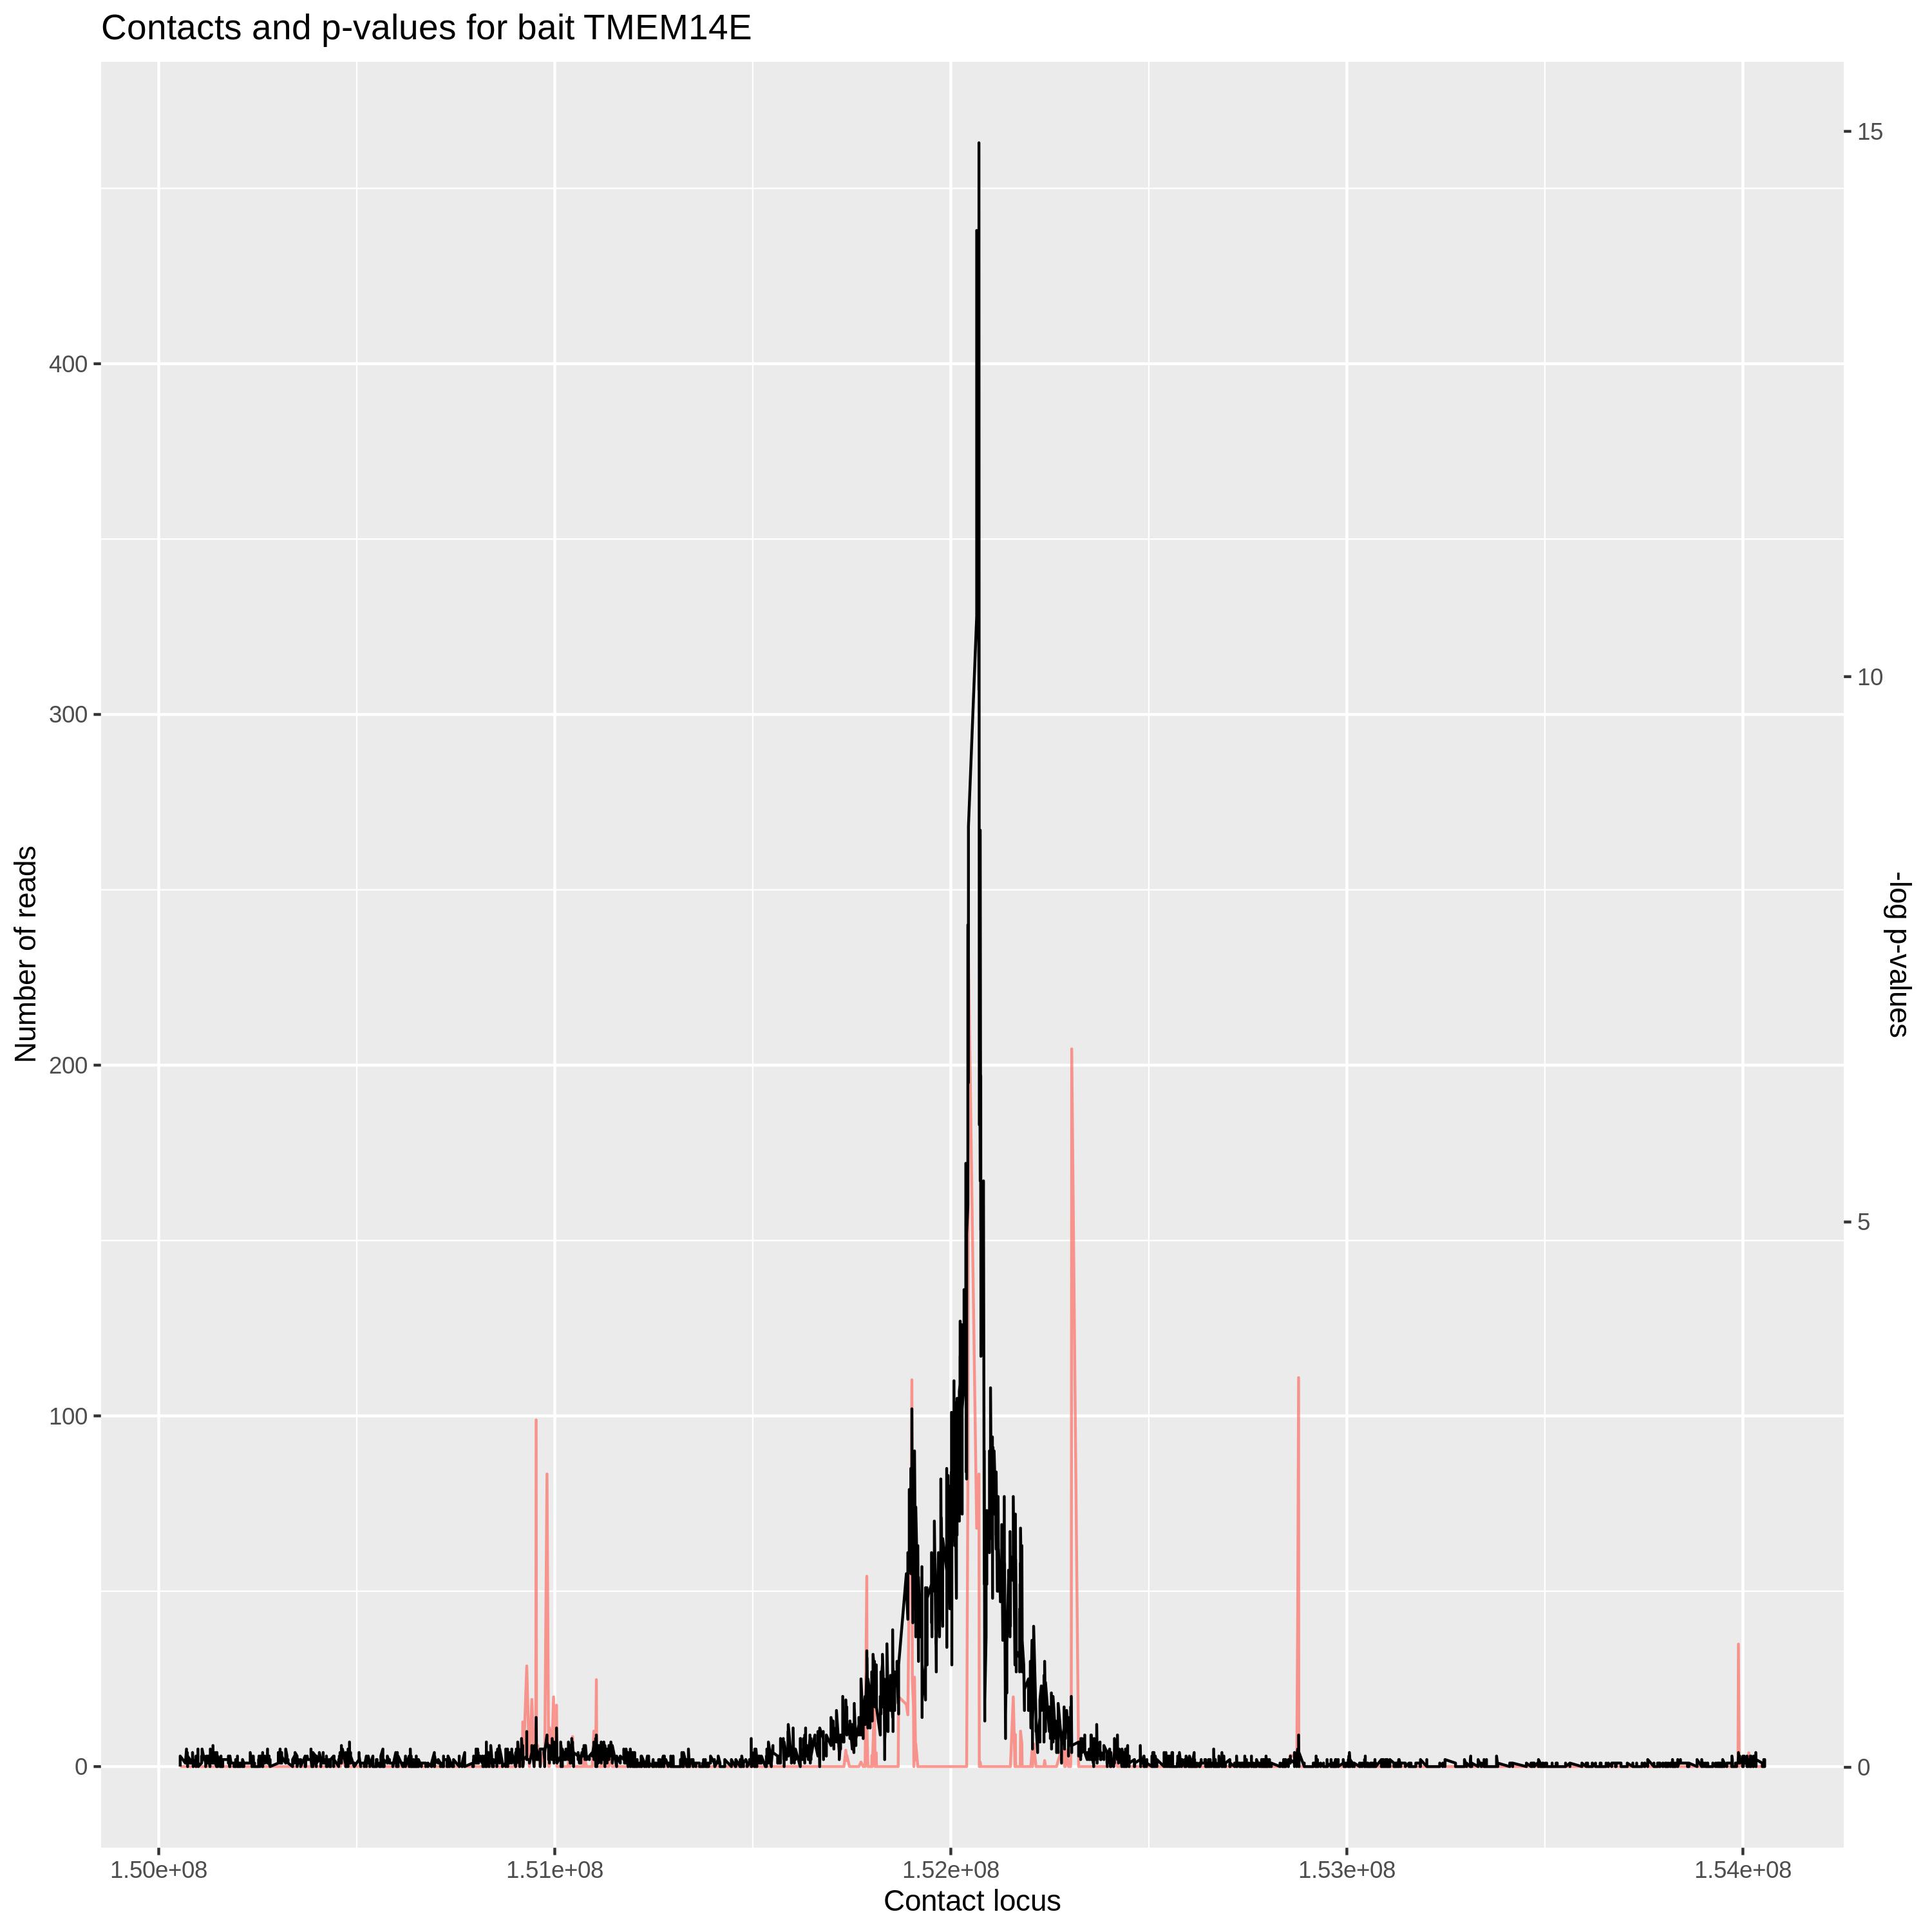 Contacts and p-values for bait TMEM14E
Number of reads
400
300
200
100
0
15
10
5
0
-log p-values
1.50e+08
1.51e+08
1.52e+08
1.53e+08
1.54e+08
Contact locus